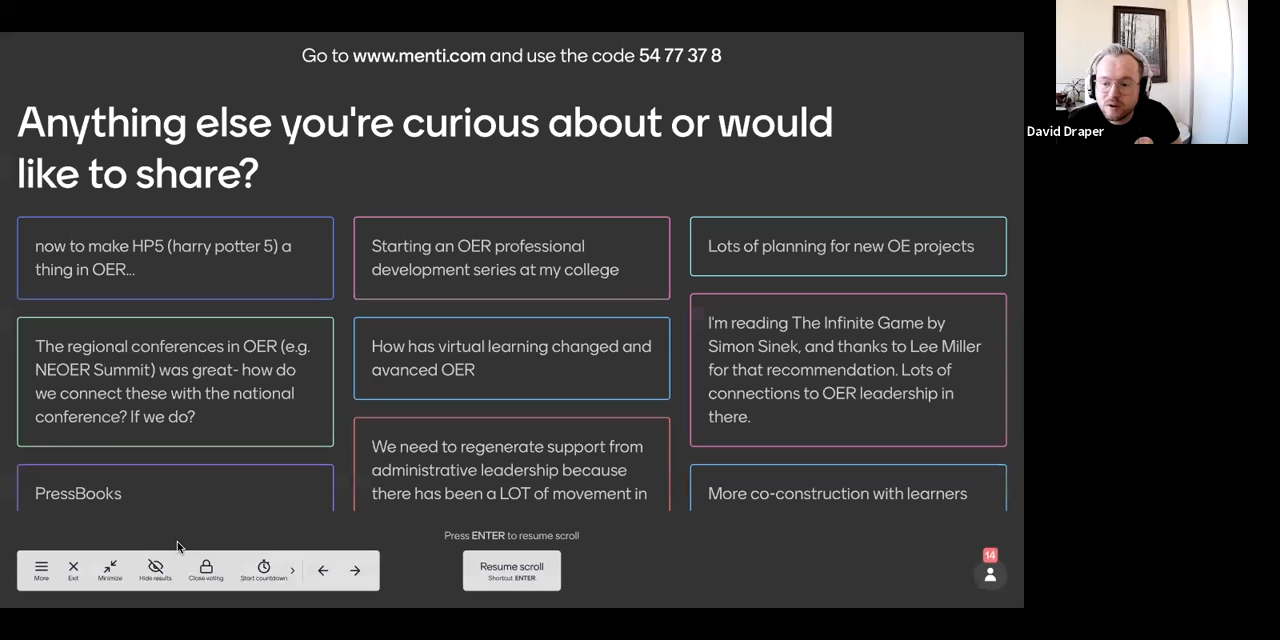 Go to www.menti.com and use the code 54 77 37 8
Anything else you're curious about or would
like to share?
now to make HP5 (harry potter 5) a
thing in OER...
Starting an OER professional
development series at my college
Lots of planning for new OE projects
The regional conferences in OER (e.g.
NEOER Summit) was great- how do
we connect these with the national
conference? If we do?
How has virtual learning changed and
avanced OER
I'm reading The Infinite Game by
Simon Sinek, and thanks to Lee Miller
for that recommendation. Lots of
connections to OER leadership in
there.
PressBooks
We need to regenerate support from
administrative leadership because
there has been a LOT of movement in
More co-construction with learners
Press ENTER to resume scroll
More
Exit
Minimize
Hide results
Close voting
Start countdown
Resume scroll
Shortcut ENTER
14
David Draper